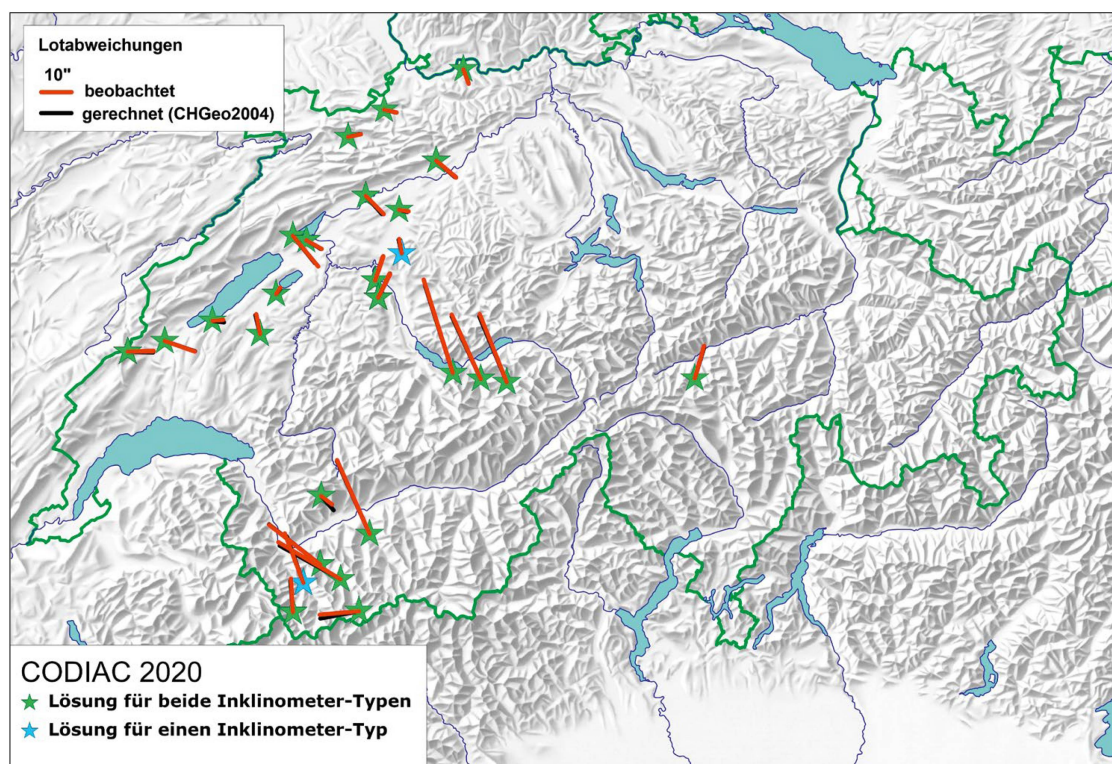 Lotabweichungen
10"
beobachtet
gerechnet (CHGeo2004)
CODIAC 2020
Lösung für beide Inklinometer-Typen
Lösung für einen Inklinometer-Typ